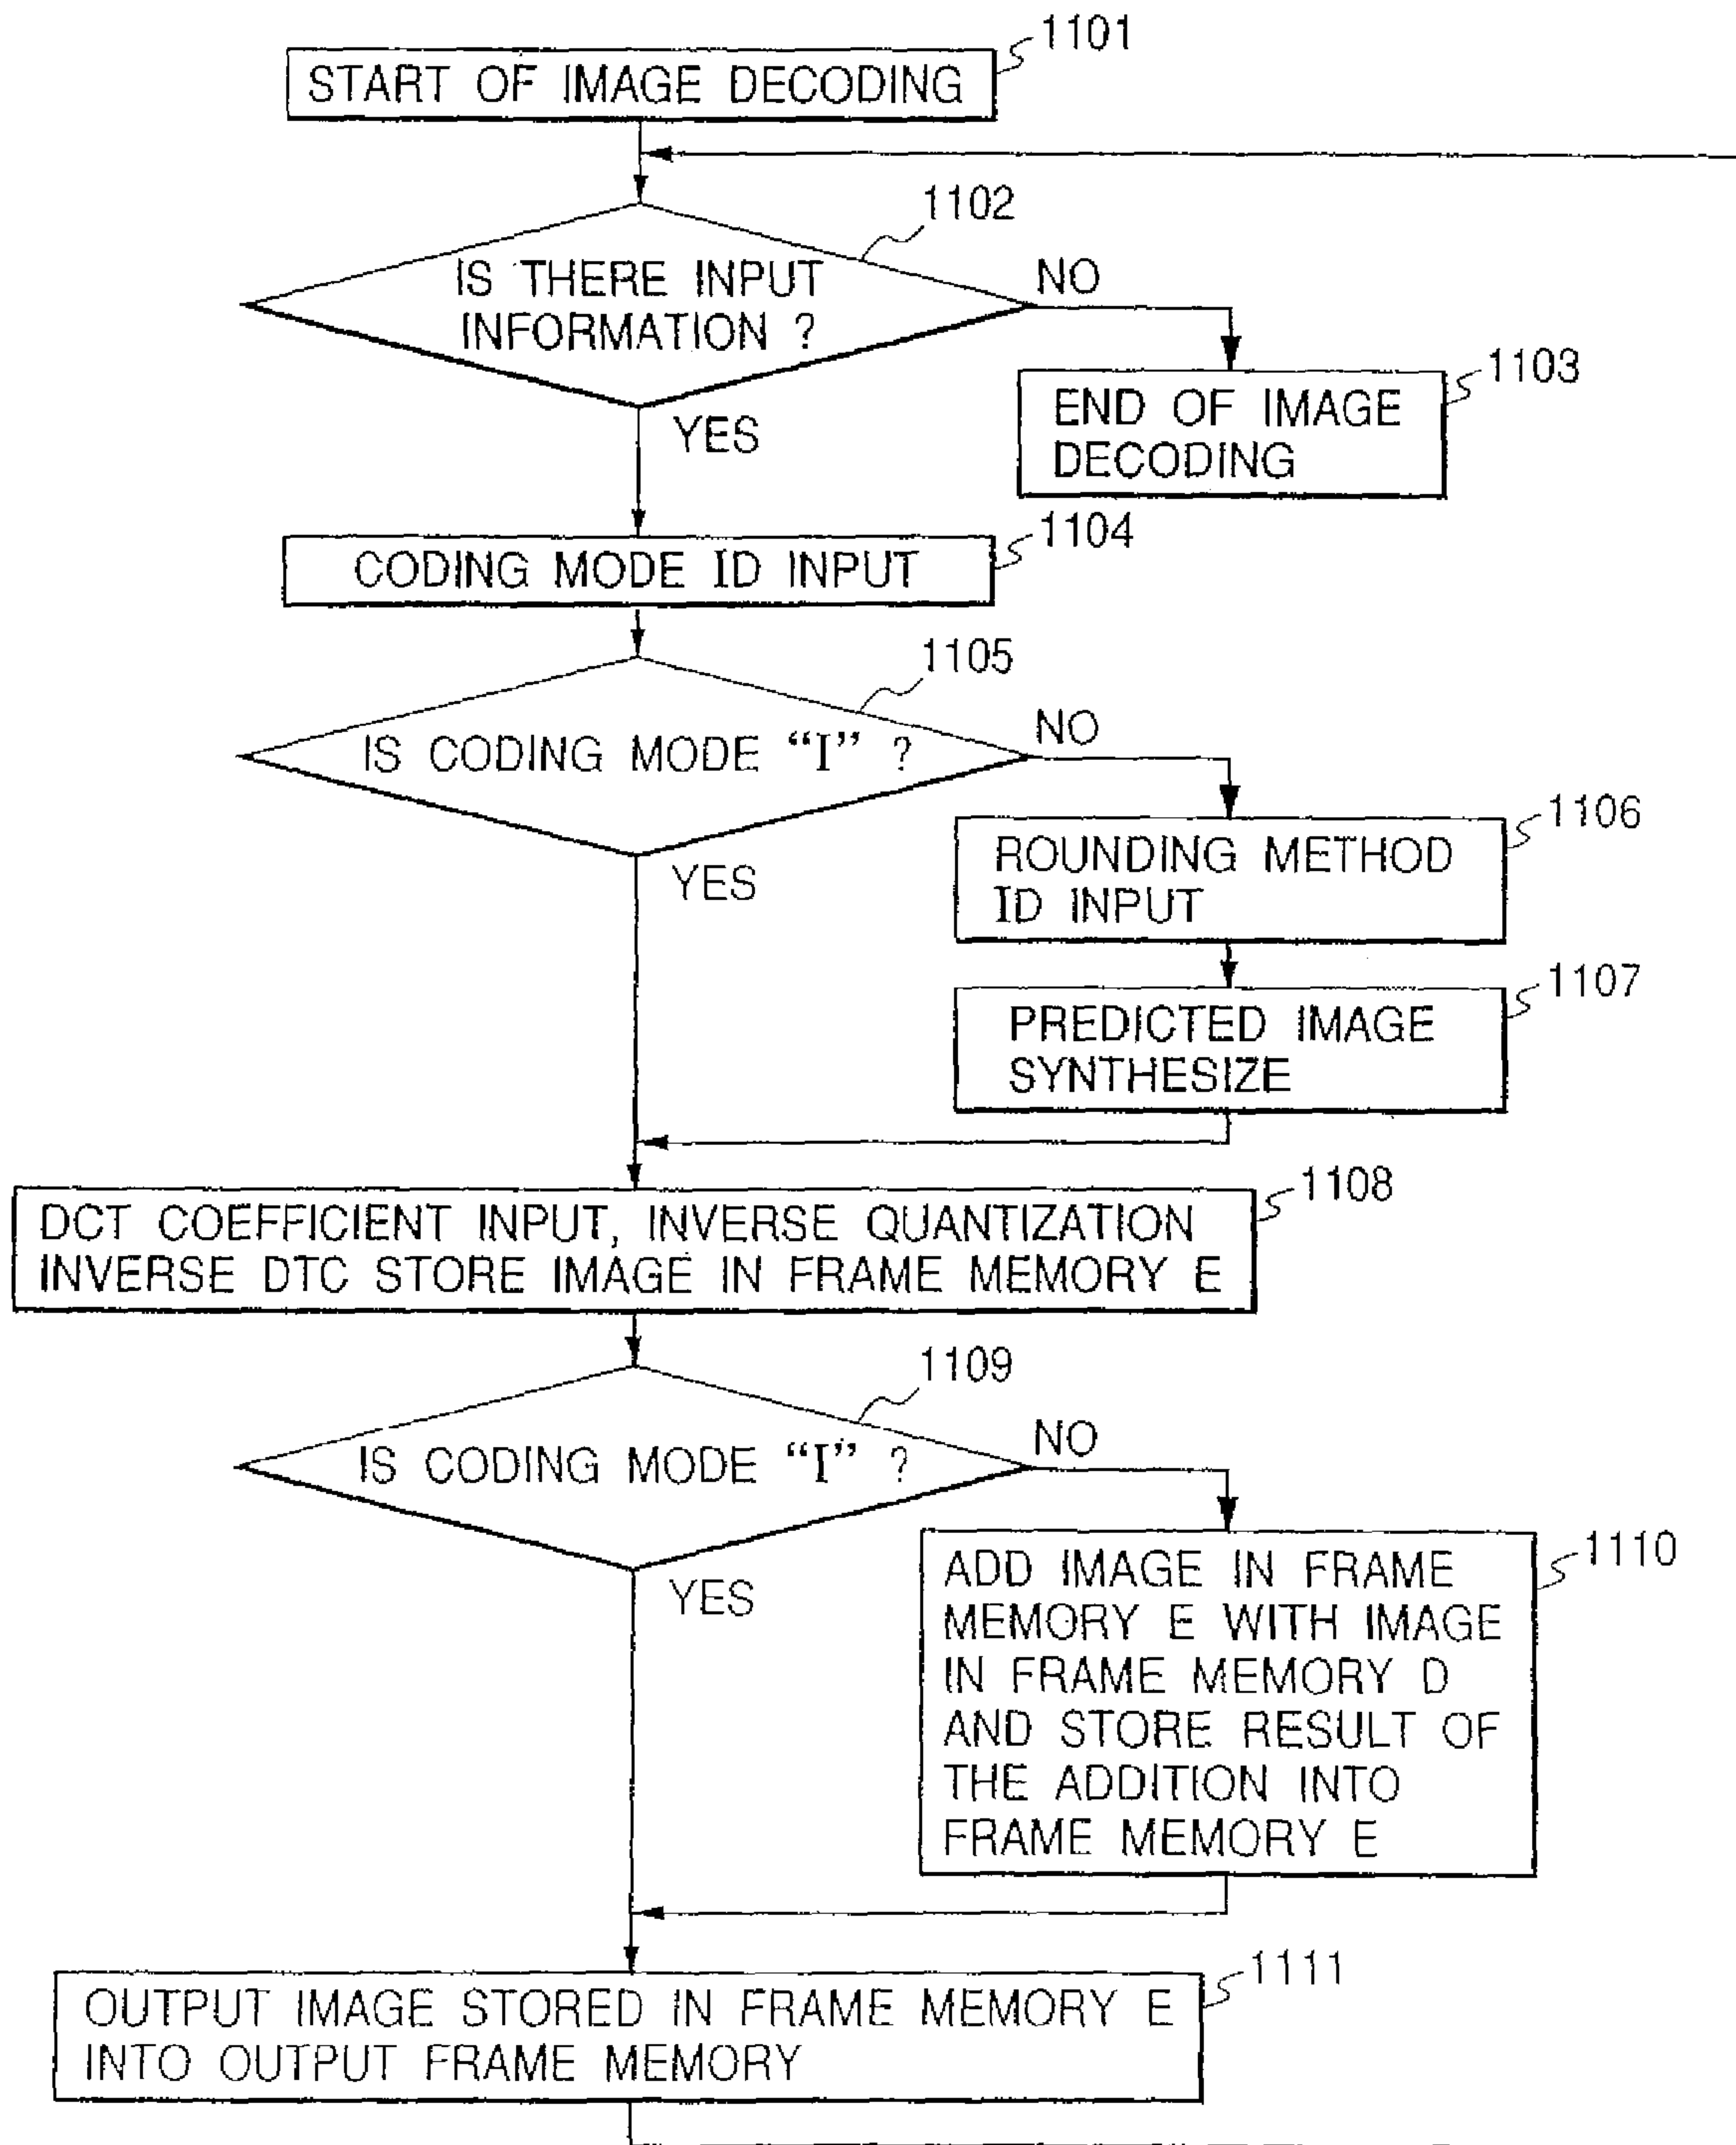 1101
START OF IMAGE DECODING
1102
IS THERE INPUT
INFORMATION ?
NO
YES
1103
END OF IMAGE
DECODING
1104
CODING MODE ID INPUT
1105
IS CODING MODE “I” ?
NO
YES
1106
ROUNDING METHOD
ID INPUT
1107
PREDICTED IMAGE
SYNTHESIZE
1108
DCT COEFFICIENT INPUT, INVERSE QUANTIZATION
INVERSE DTC STORE IMAGE IN FRAME MEMORY E
1109
IS CODING MODE “I” ?
NO
YES
1110
ADD IMAGE IN FRAME
MEMORY E WITH IMAGE
IN FRAME MEMORY D
AND STORE RESULT OF
THE ADDITION INTO
FRAME MEMORY E
1111
OUTPUT IMAGE STORED IN FRAME MEMORY E
INTO OUTPUT FRAME MEMORY